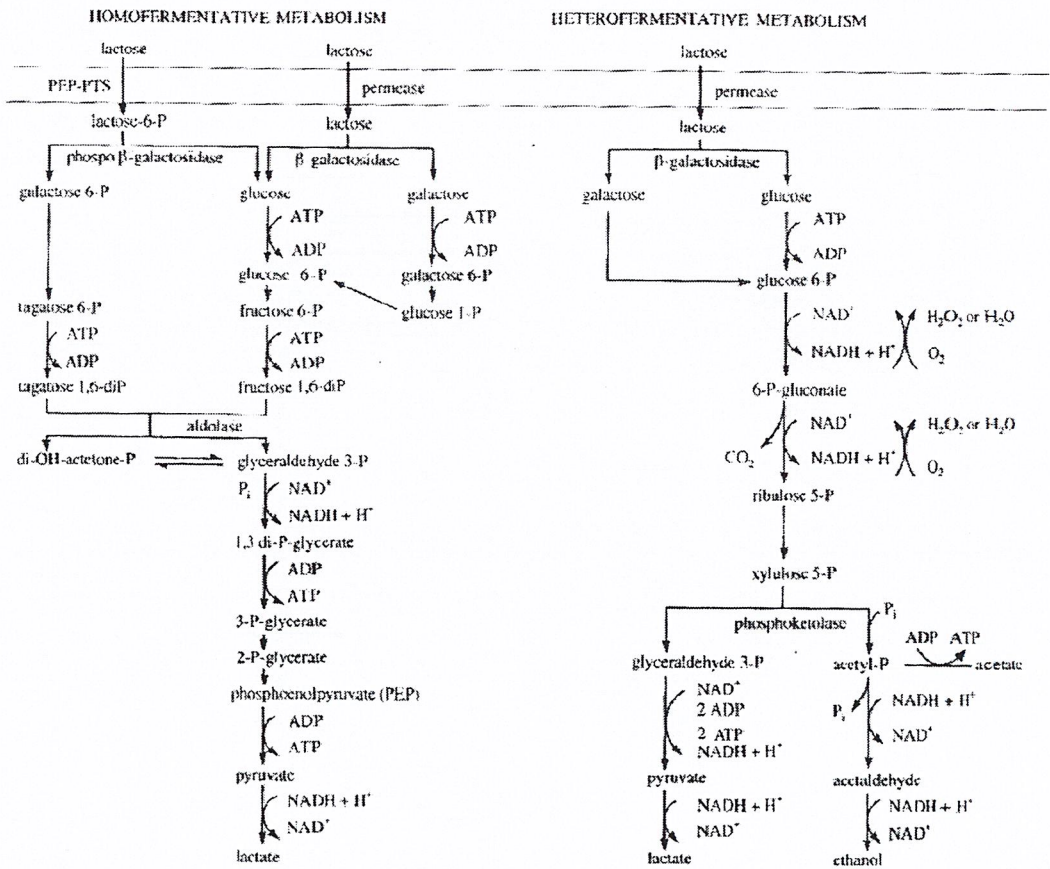 HOMOFERMENTATIVE METABOLISM
lactose
lactose
PEP-PTS
permease
lactose-6-P
lactose
phospo β-galactosidase
β galactosidase
galactose 6-P
glucose
galactose
ATP
ADP
ATP
ADP
glucose 6-P
galactose 6-P
tagatose 6-P
fructose 6-P
glucose 1-P
ATP
ADP
ATP
ADP
tagatose 1,6-diP
fructose 1,6-diP
aldolase
di-OH-actetone-P
glyceraldehyde 3-P
Pi
NAD+
NADH + H+
1,3 di-P-glycerate
ADP
ATP
3-P-glycerate
2-P-glycerate
phosphoenolpyruvate (PEP)
ADP
ATP
pyruvate
NADH + H+
NAD+
lactate
HETEROFERMENTATIVE METABOLISM
lactose
permease
lactose
β-galactosidase
galactose
glucose
ATP
ADP
glucose 6-P
NAD+
NADH + H+
H2O2 or H2O
O2
6-P-gluconate
NAD+
NADH + H+
CO2
H2O2 or H2O
O2
ribulose 5-P
xylulose 5-P
phosphoketolase
Pi
glyceraldehyde 3-P
acetyl-P
ADP ATP
acetate
NAD+
2 ADP
2 ATP
NADH + H+
Pi
NADH + H+
NAD+
pyruvate
acetaldehyde
NADH + H+
NAD+
NADH + H+
NAD+
lactate
ethanol